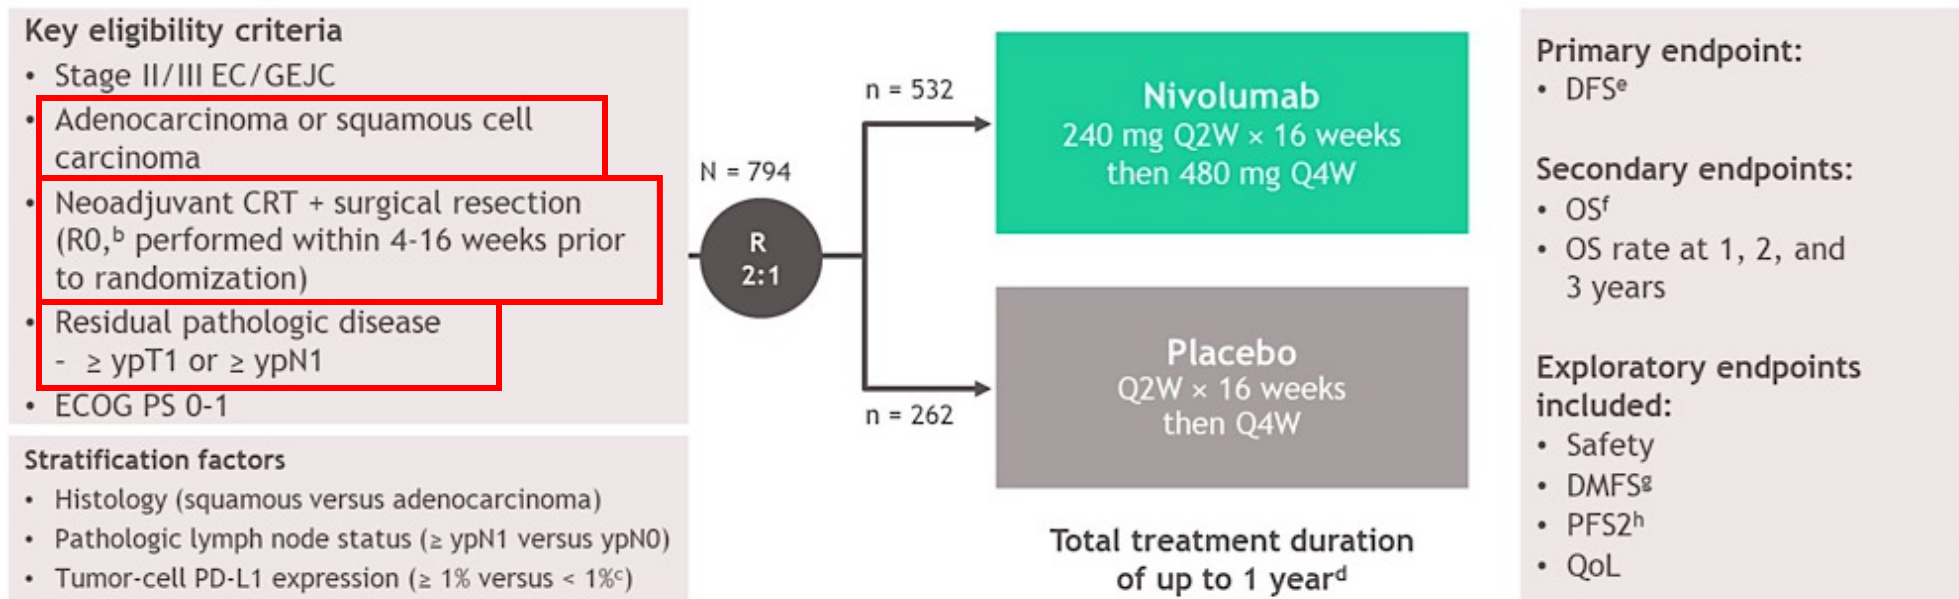 Key eligibility criteria
• Stage II/III EC/GEJC
• Adenocarcinoma or squamous cell
carcinoma
• Neoadjuvant CRT + surgical resection
(R0,ᵇ performed within 4-16 weeks prior
to randomization)
• Residual pathologic disease
- ≥ ypT1 or ≥ ypN1
• ECOG PS 0-1
Stratification factors
• Histology (squamous versus adenocarcinoma)
• Pathologic lymph node status (≥ ypN1 versus ypN0)
• Tumor-cell PD-L1 expression (≥ 1% versus < 1%ᶜ)
N = 794
R
2:1
n = 532
Nivolumab
240 mg Q2W × 16 weeks
then 480 mg Q4W
n = 262
Placebo
Q2W × 16 weeks
then Q4W
Total treatment duration
of up to 1 yearᵈ
Primary endpoint:
• DFSᵉ
Secondary endpoints:
• OSᶠ
• OS rate at 1, 2, and
3 years
Exploratory endpoints
included:
• Safety
• DMFSᵍ
• PFS2ʰ
• QoL